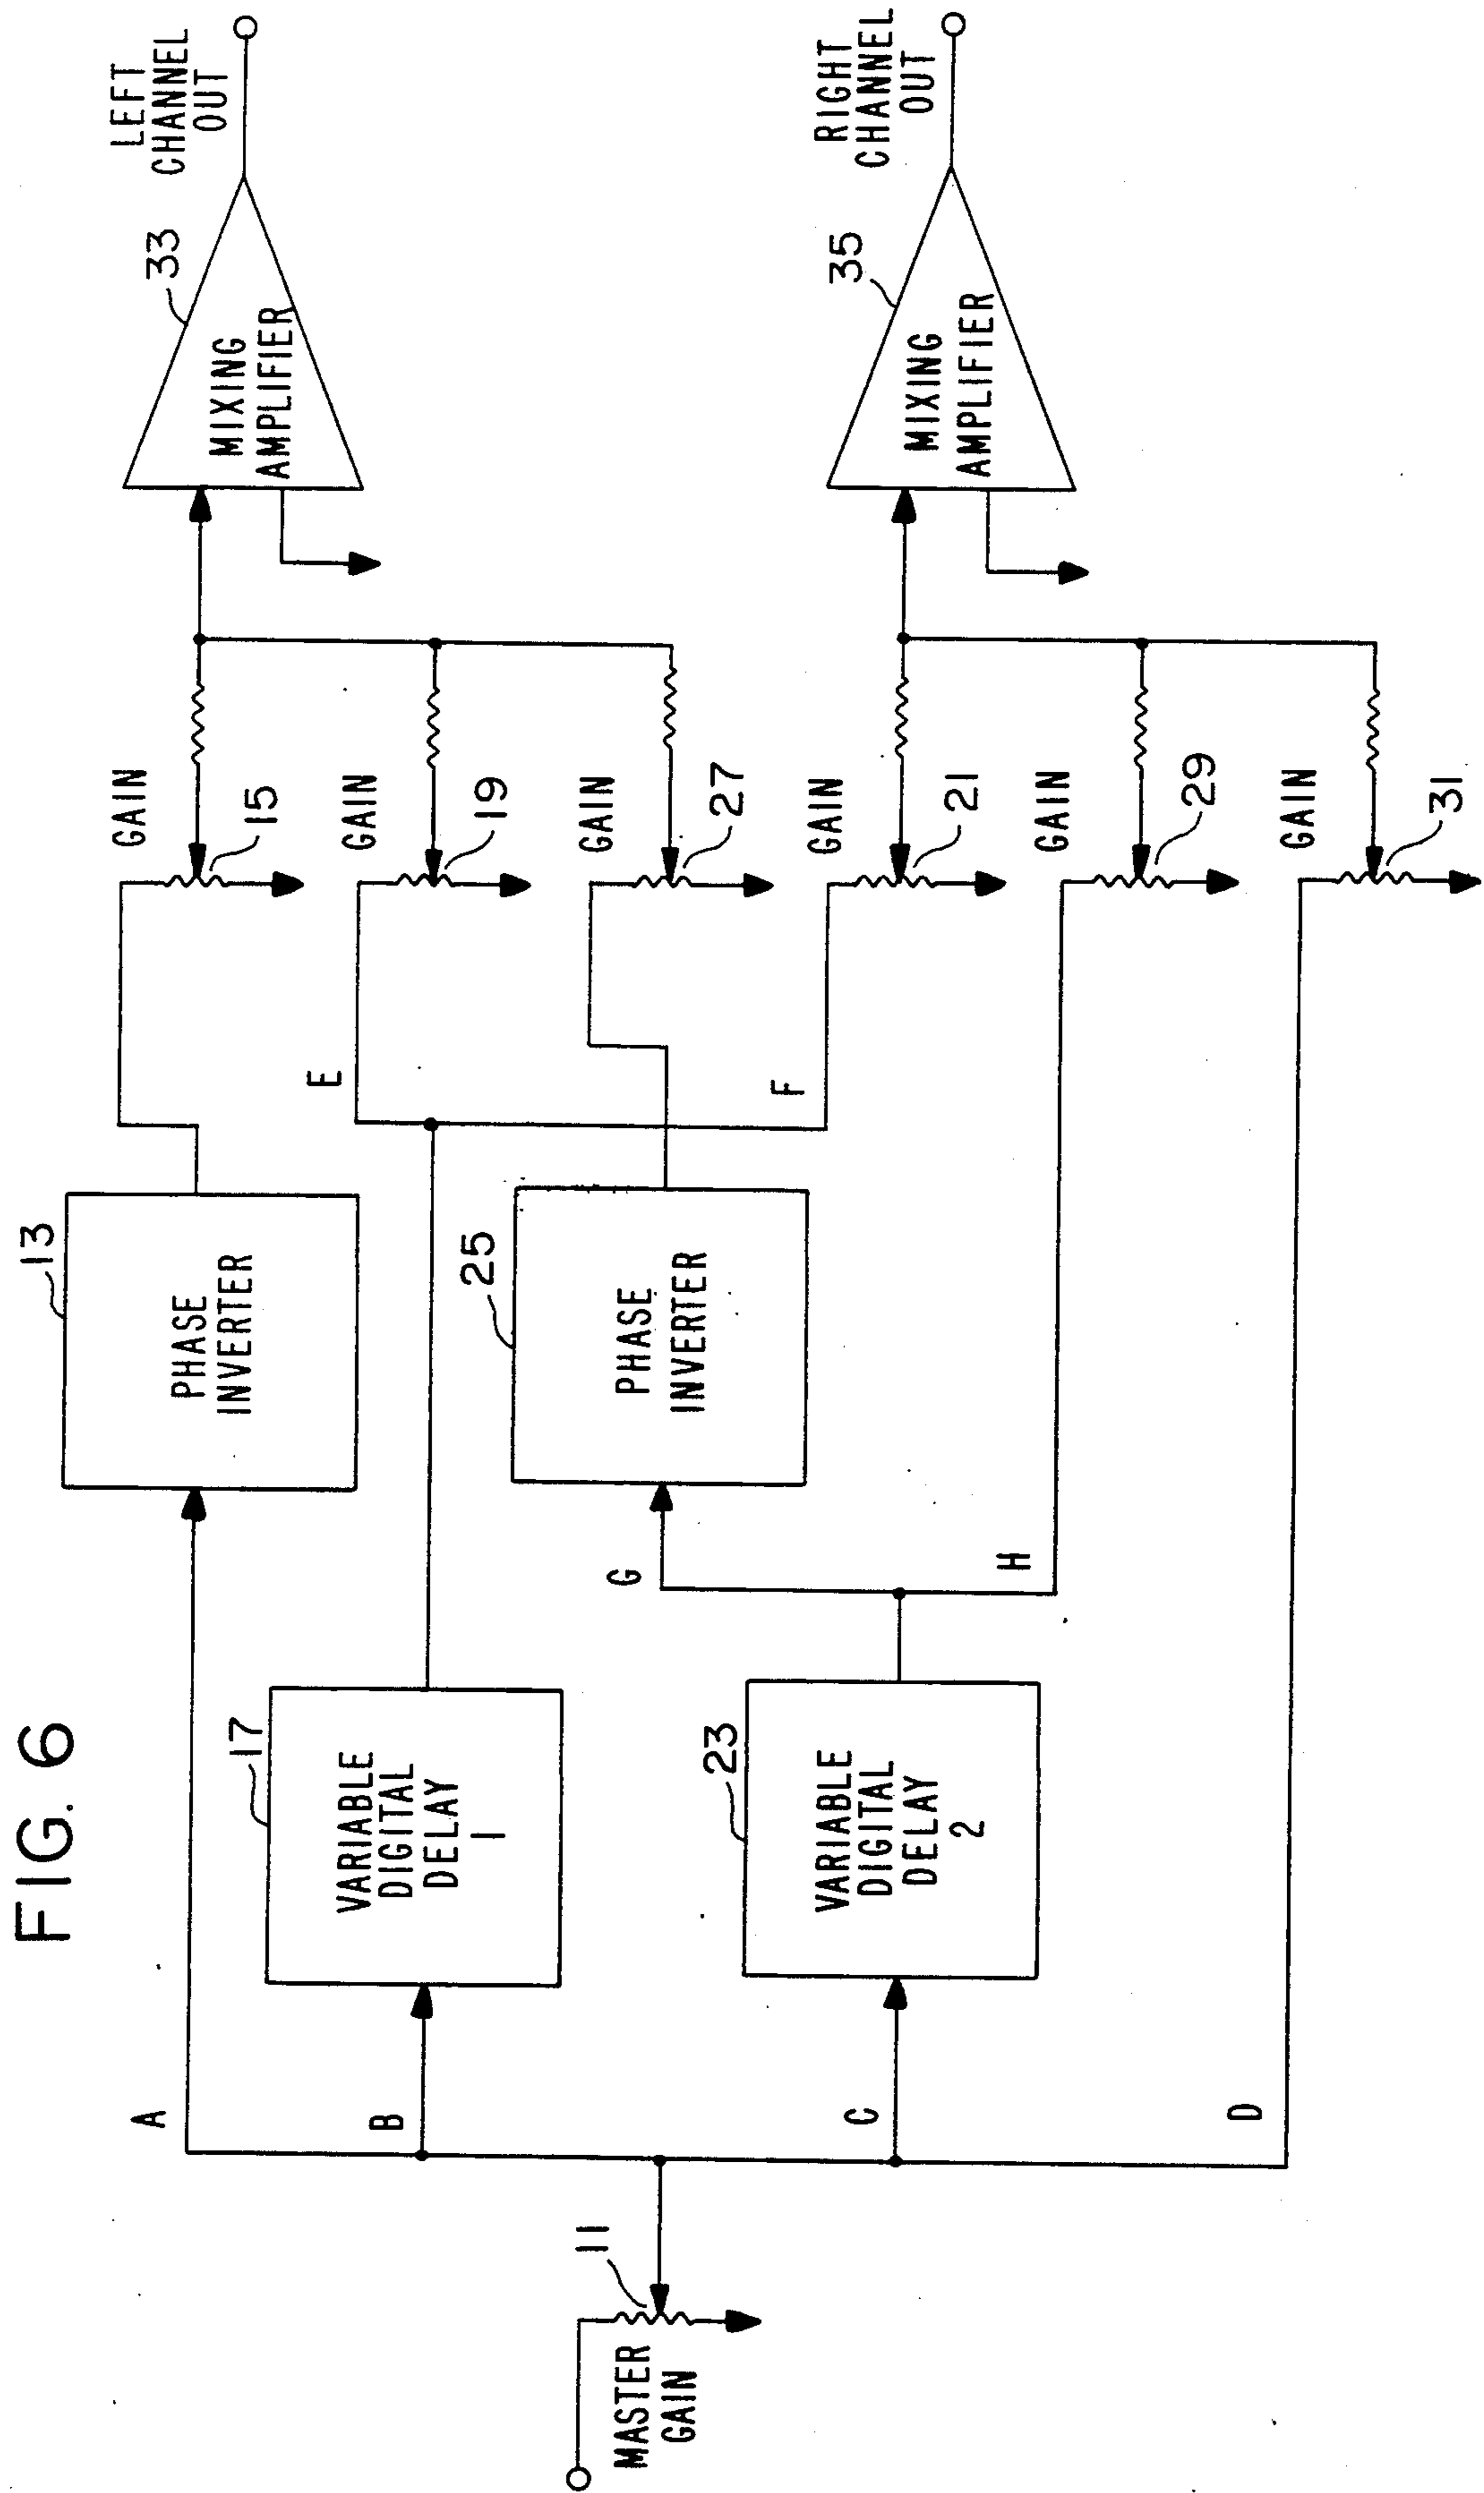 FIG. 6
MASTER
GAIN
11
A
B
C
D
17
VARIABLE
DIGITAL
DELAY
1
23
VARIABLE
DIGITAL
DELAY
2
13
PHASE
INVERTER
25
PHASE
INVERTER
G
H
E
F
GAIN
15
GAIN
19
GAIN
27
GAIN
21
GAIN
29
GAIN
31
33
MIXING
AMPLIFIER
LEFT
CHANNEL
OUT
35
MIXING
AMPLIFIER
RIGHT
CHANNEL
OUT